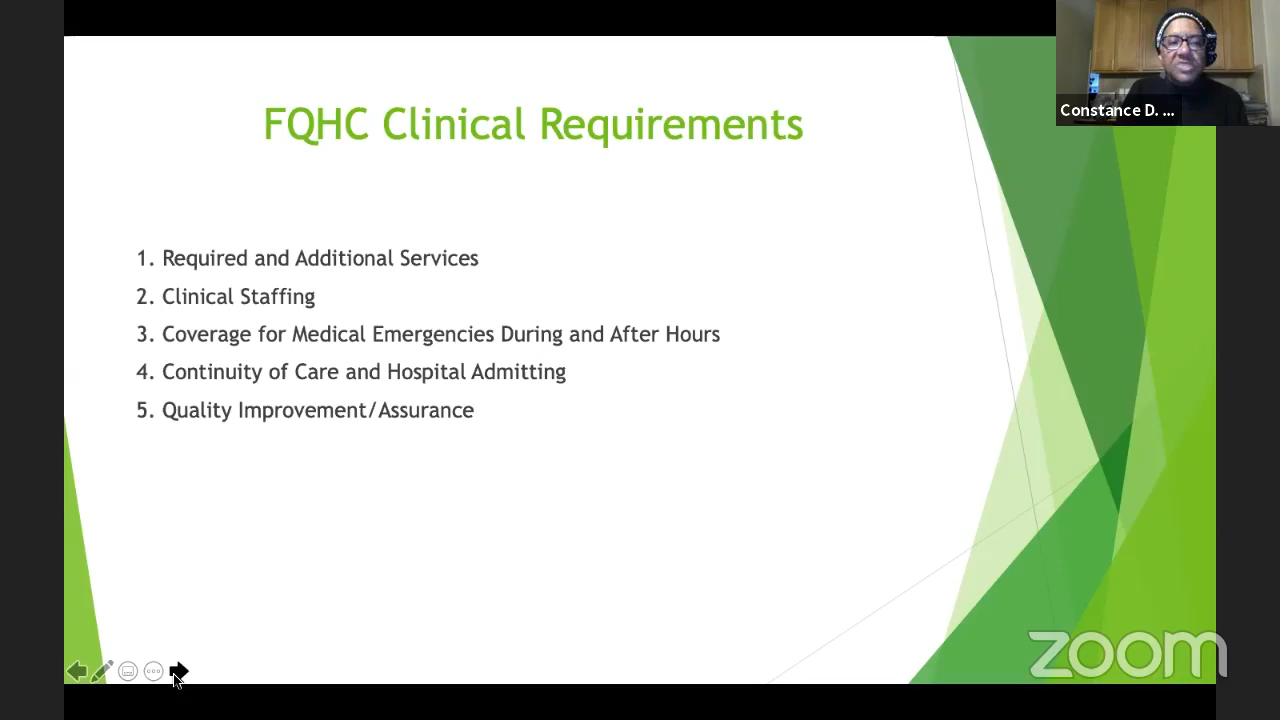 FQHC Clinical Requirements
Constance D. ...
1. Required and Additional Services
2. Clinical Staffing
3. Coverage for Medical Emergencies During and After Hours
4. Continuity of Care and Hospital Admitting
5. Quality Improvement/Assurance
zoom